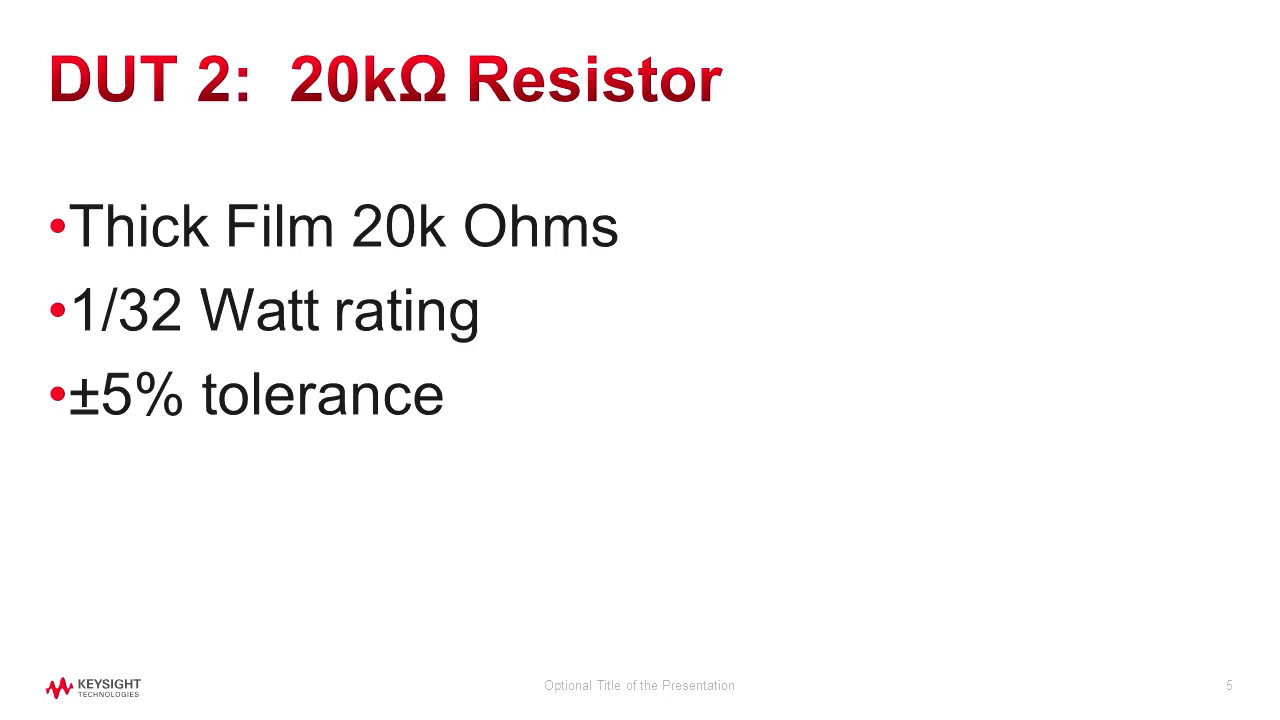 DUT 2:  20kΩ Resistor
•Thick Film 20k Ohms
•1/32 Watt rating
•±5% tolerance
KEYSIGHT
TECHNOLOGIES
Optional Title of the Presentation
5